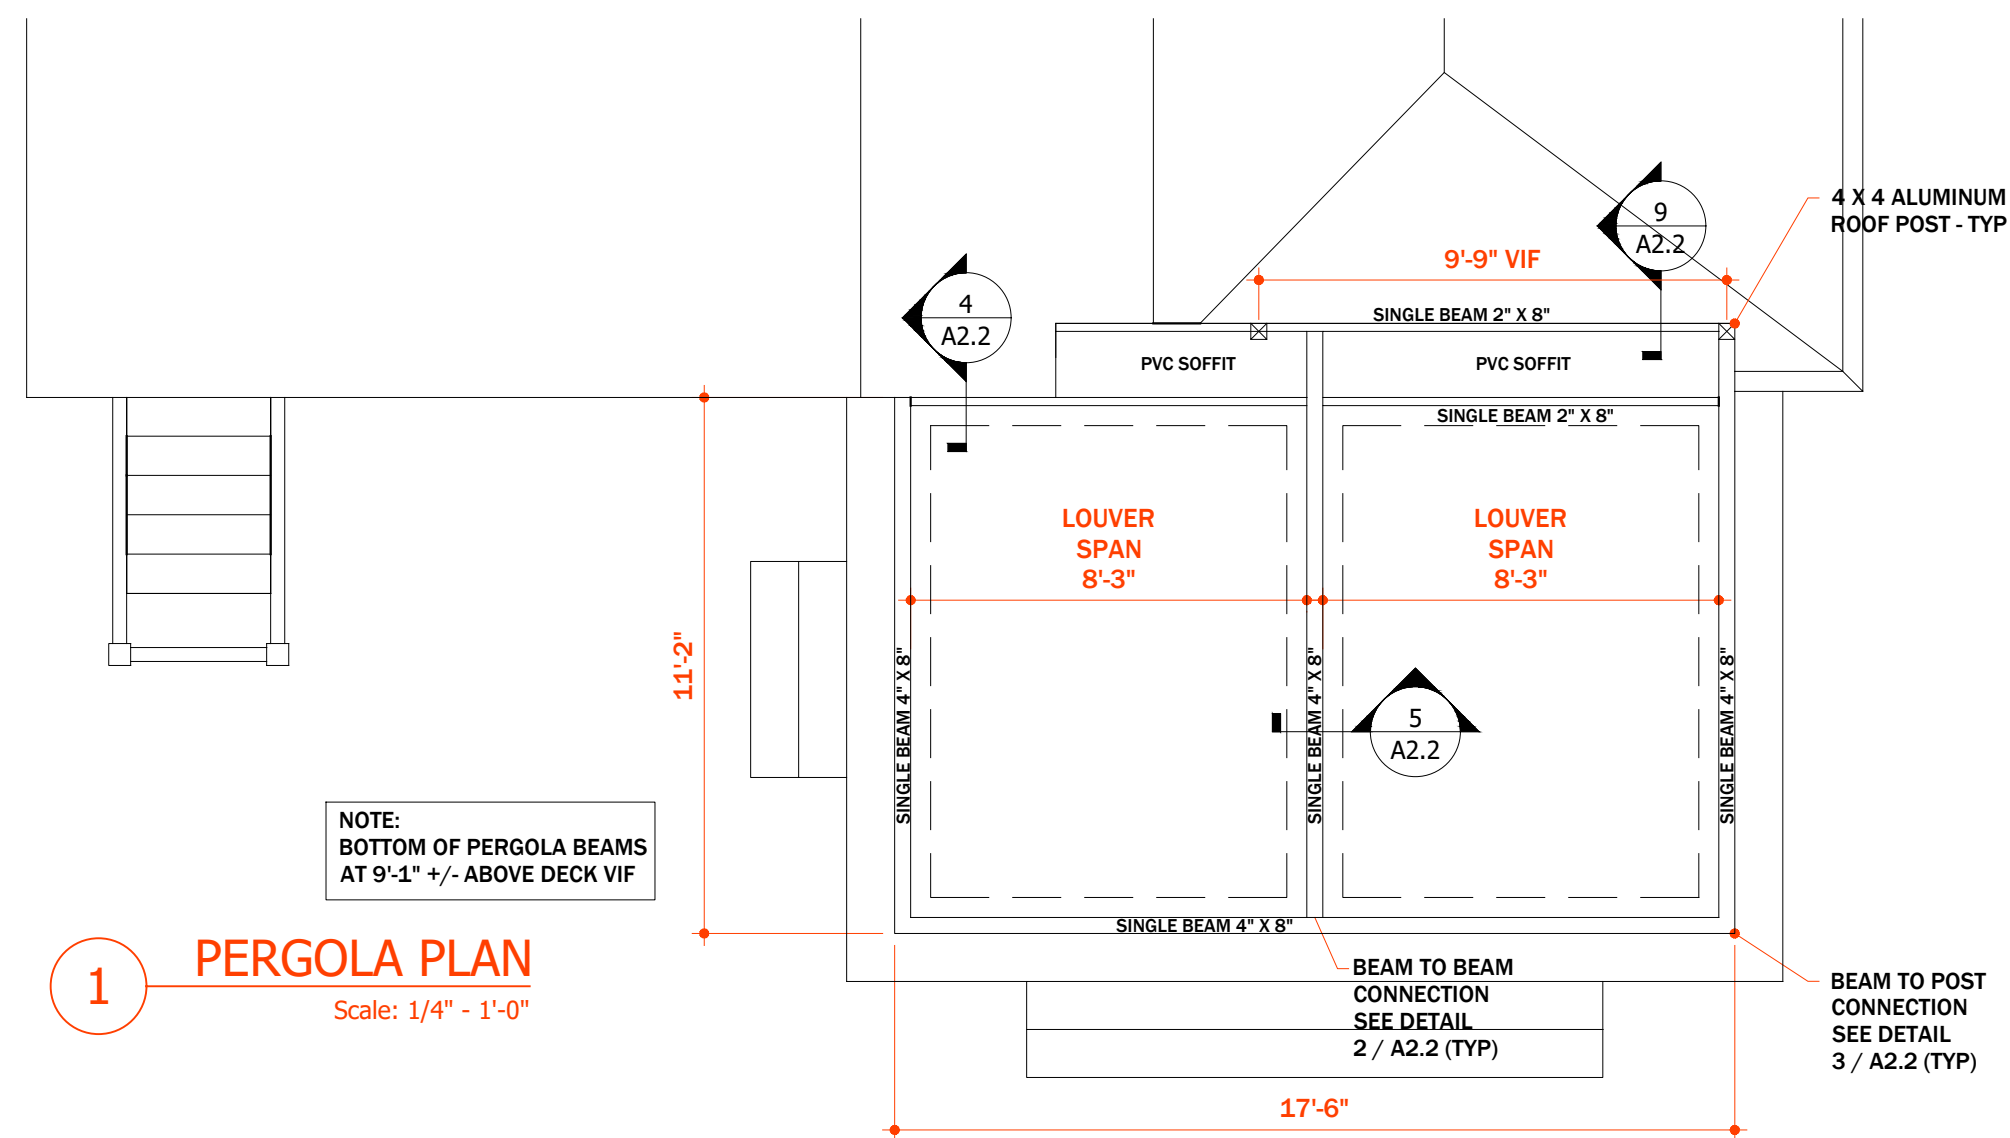 4 X 4 ALUMINUM
ROOF POST - TYP
9
A2.2
9'-9" VIF
4
A2.2
SINGLE BEAM 2" X 8"
PVC SOFFIT
PVC SOFFIT
SINGLE BEAM 2" X 8"
LOUVER
SPAN
8'-3"
LOUVER
SPAN
8'-3"
11'-2"
SINGLE BEAM 4" X 8"
SINGLE BEAM 4" X 8"
SINGLE BEAM 4" X 8"
5
A2.2
NOTE:
BOTTOM OF PERGOLA BEAMS
AT 9'-1" +/- ABOVE DECK VIF
SINGLE BEAM 4" X 8"
1
PERGOLA PLAN
Scale: 1/4" - 1'-0"
BEAM TO BEAM
CONNECTION
SEE DETAIL
2 / A2.2 (TYP)
BEAM TO POST
CONNECTION
SEE DETAIL
3 / A2.2 (TYP)
17'-6"